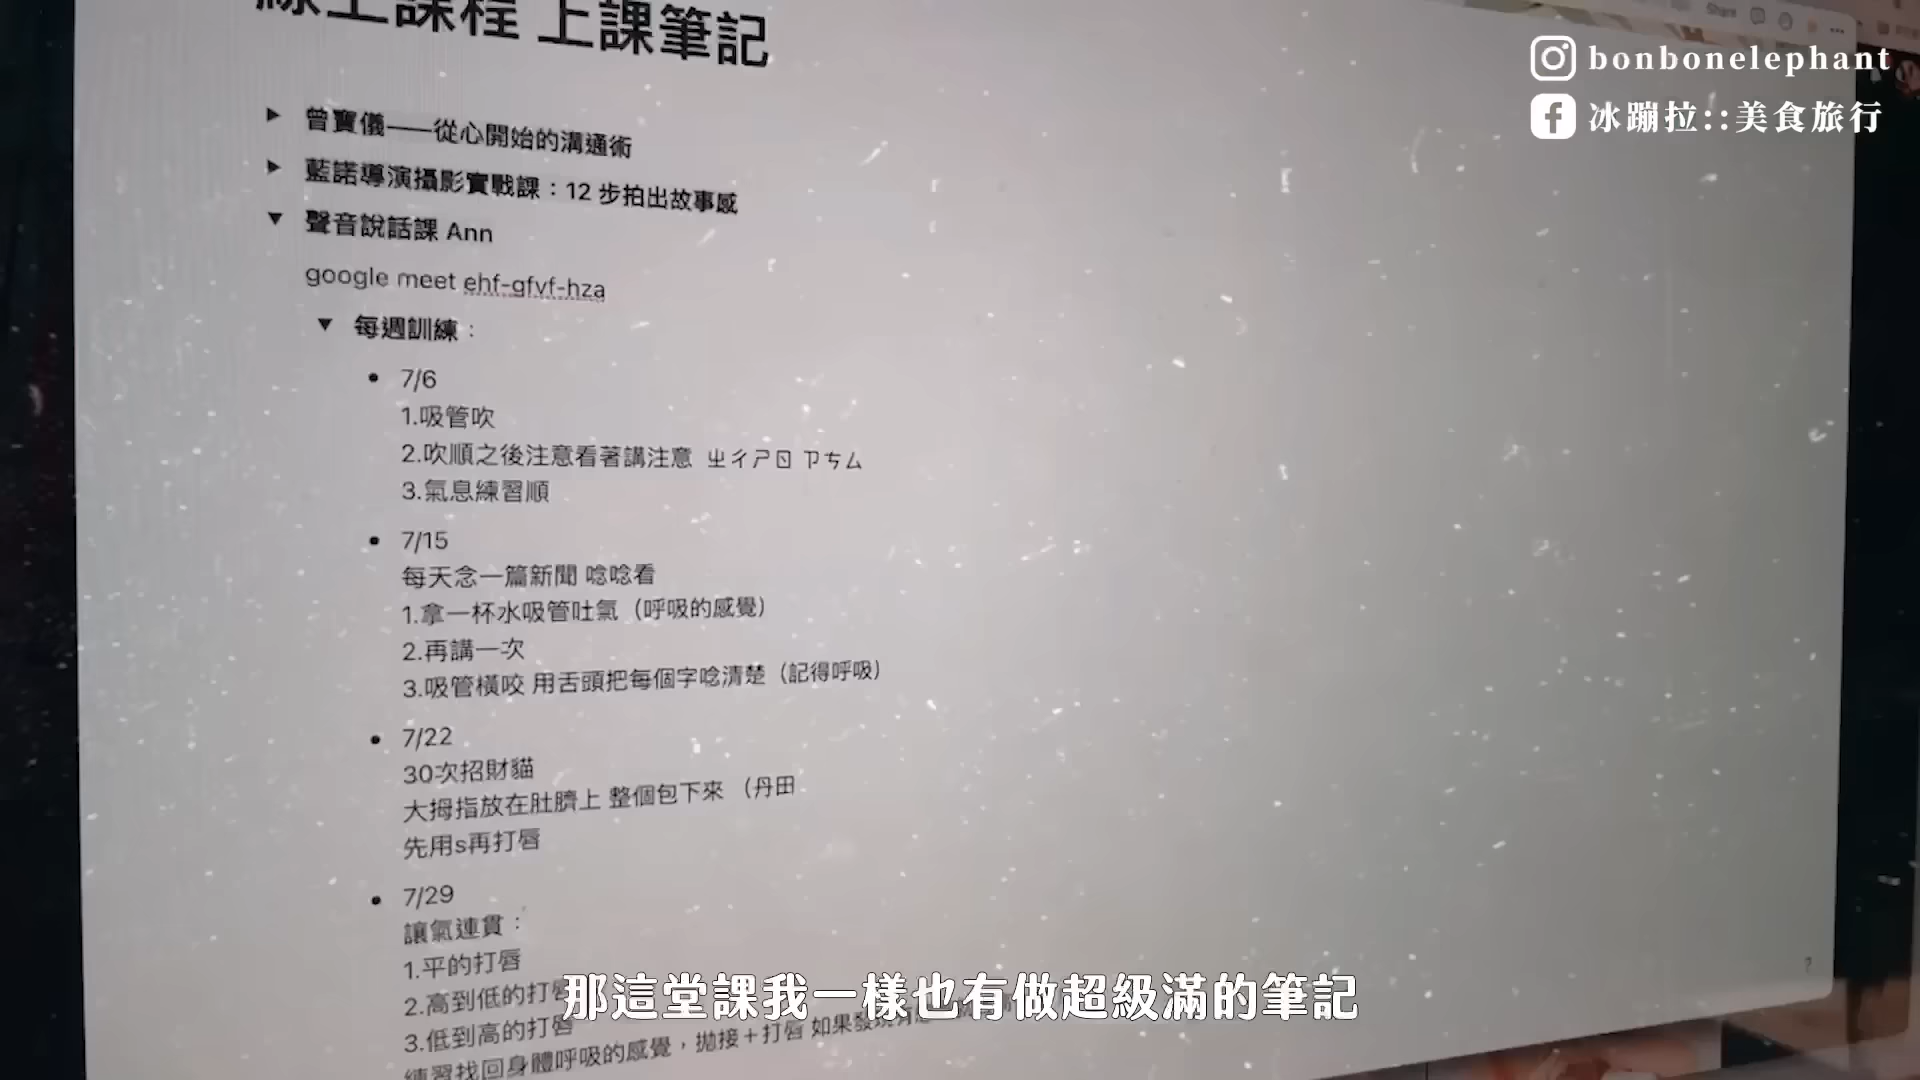 線上課程 上課筆記
Share
bonbonelephant
冰蹦拉::美食旅行
曾寶儀——從心開始的溝通術
藍諾導演攝影實戰課：12 步拍出故事感
聲音說話課 Ann
google meet ehf-gfvf-hza
每週訓練：
7/6
1.吸管吹
2.吹順之後注意看著講注意 ㄓㄔㄕㄖ ㄗㄘㄙ
3.氣息練習順
7/15
每天念一篇新聞 唸唸看
1.拿一杯水吸管吐氣（呼吸的感覺）
2.再講一次
3.吸管橫咬 用舌頭把每個字唸清楚（記得呼吸）
7/22
30次招財貓
大拇指放在肚臍上 整個包下來 （丹田
先用s再打唇
7/29
讓氣連貫：
1.平的打唇
2.高到低的打
3.低到高的打唇
練習找回身體呼吸的感覺，拋接＋打唇 如果發現有
那這堂課我一樣也有做超級滿的筆記